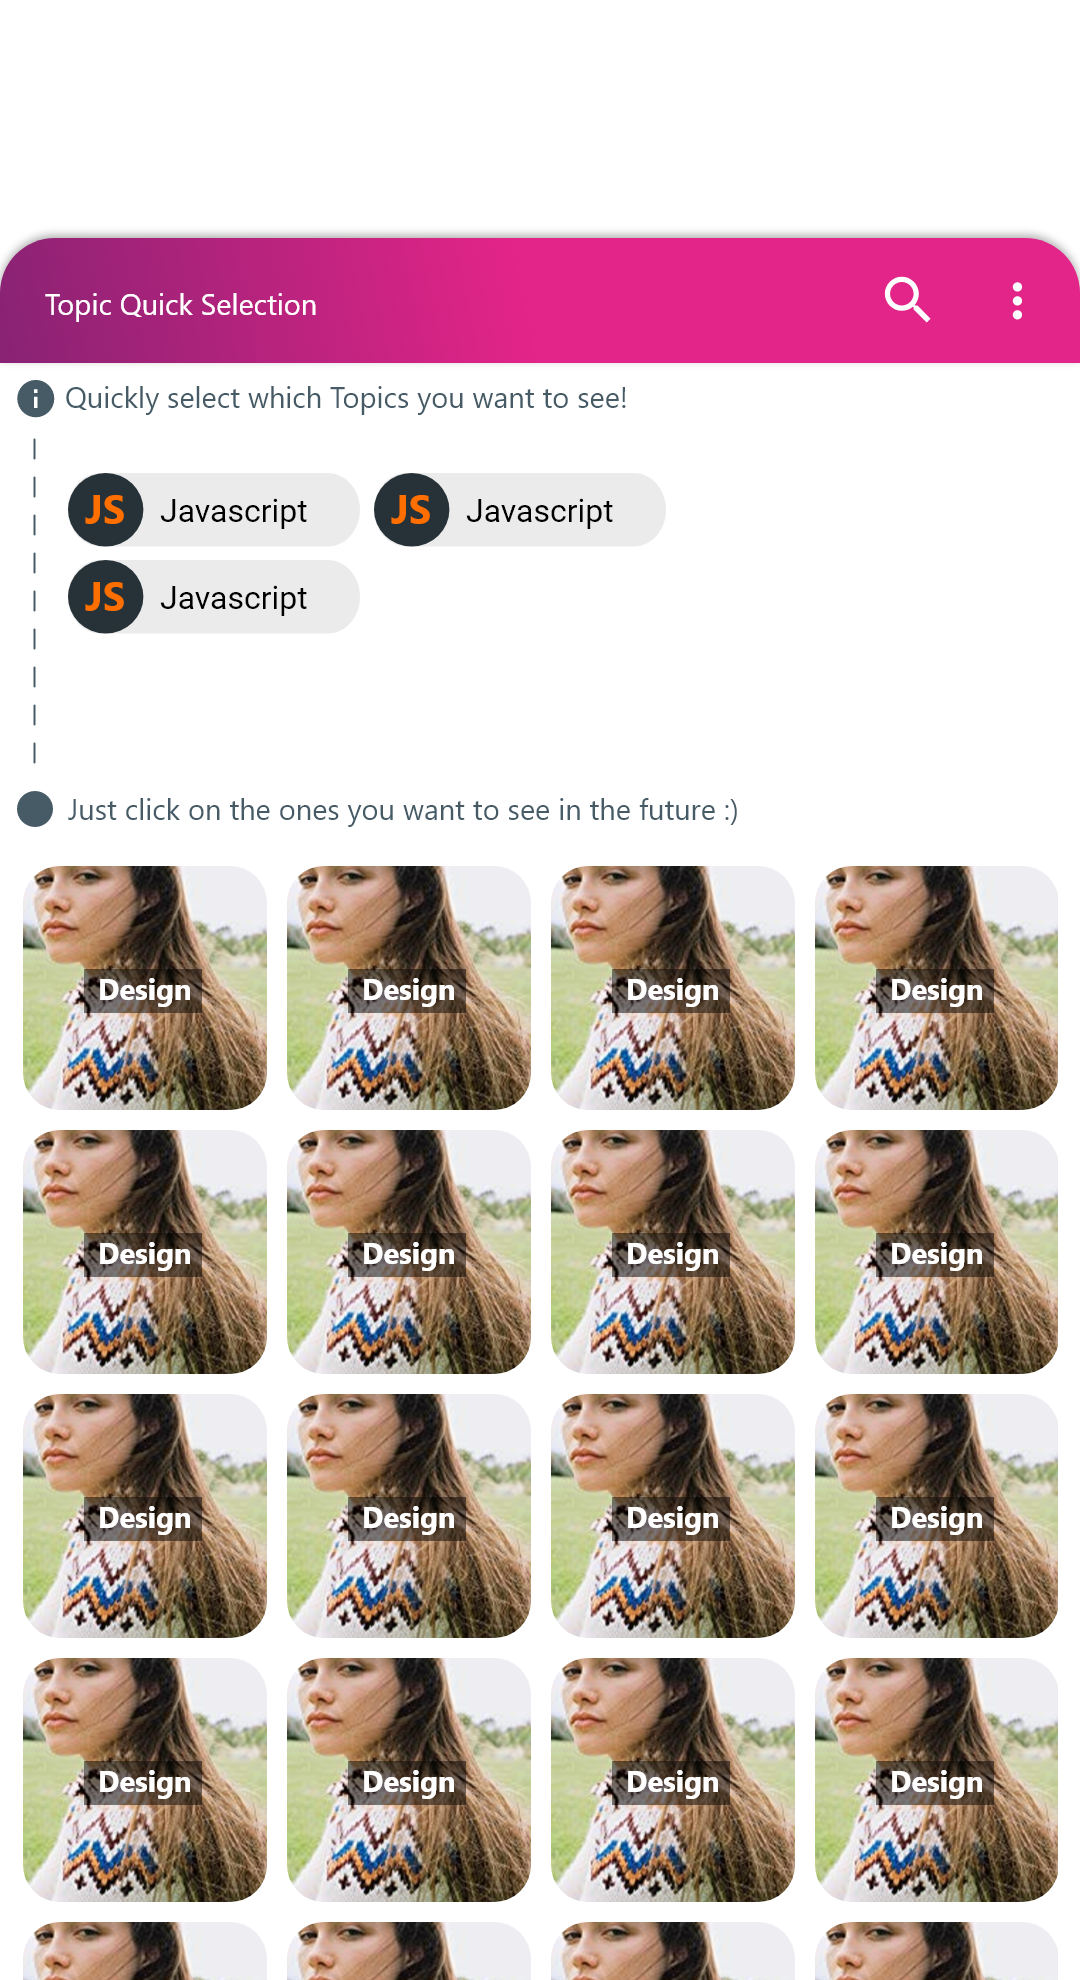 Topic Quick Selection
Quickly select which Topics you want to see!
JS Javascript JS Javascript
JS Javascript
Just click on the ones you want to see in the future :)
Design Design Design Design
Design Design Design Design
Design Design Design Design
Design Design Design Design